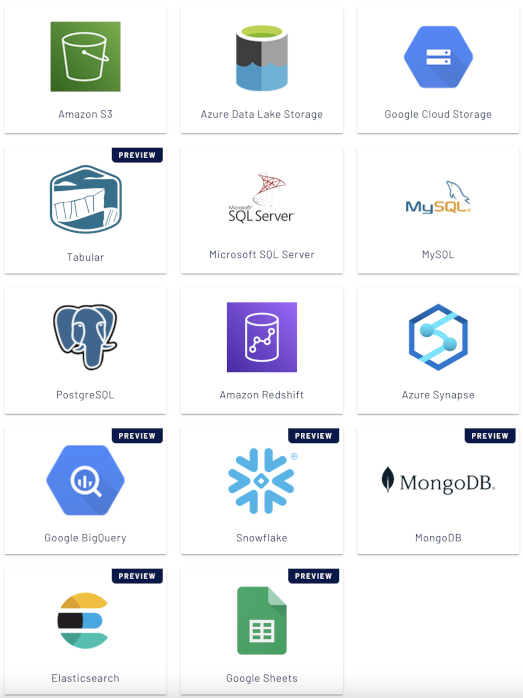 Amazon S3
Azure Data Lake Storage
Google Cloud Storage
PREVIEW
Tabular
Microsoft
SQL Server
Microsoft SQL Server
MySQL
MySQL
PostgreSQL
Amazon Redshift
Azure Synapse
PREVIEW
Google BigQuery
PREVIEW
®
Snowflake
PREVIEW
MongoDB®
MongoDB
PREVIEW
Elasticsearch
PREVIEW
Google Sheets